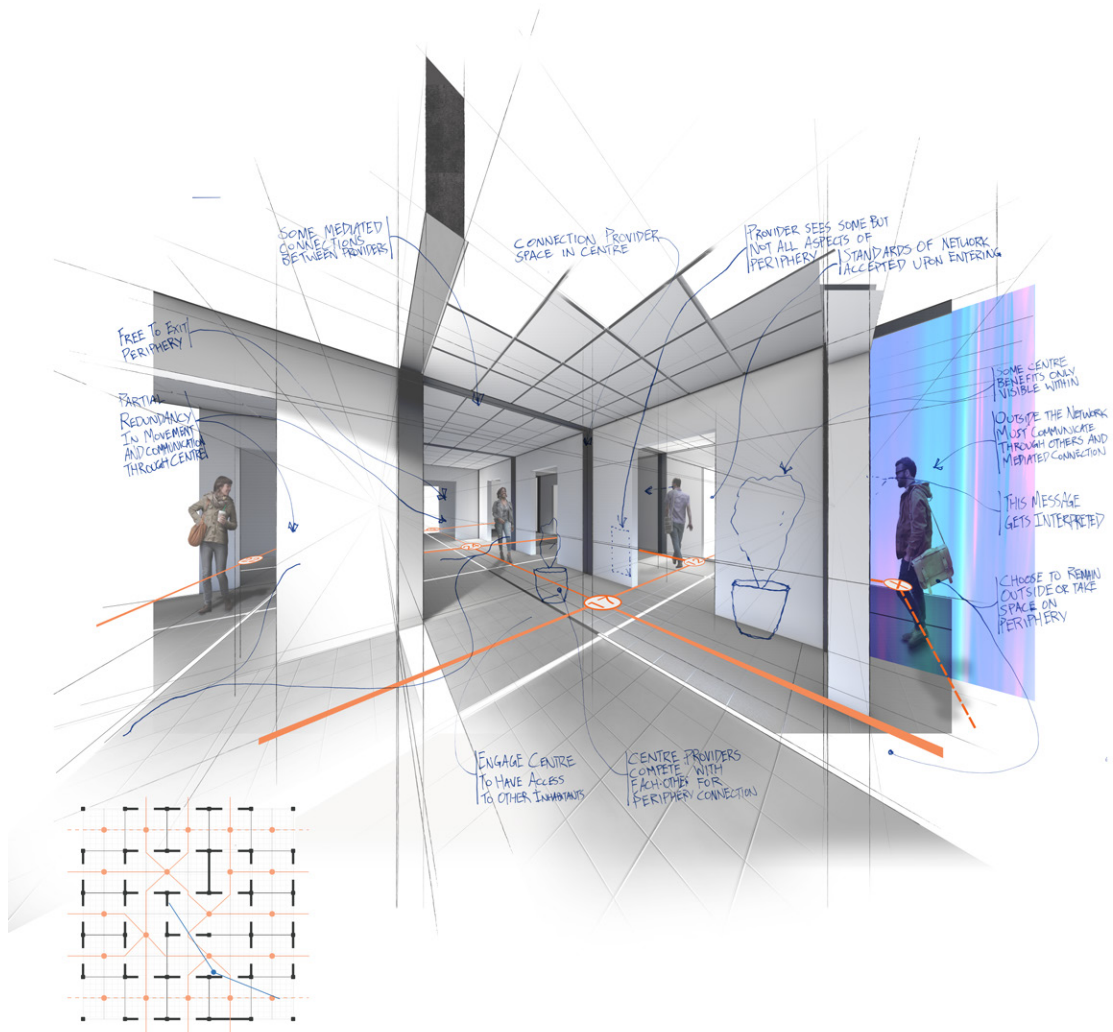 SOME MEDIATED
CONNECTIONS
BETWEEN PROVIDERS
CONNECTION PROVIDER
SPACE IN CENTRE
PROVIDER SEES SOME BUT
NOT ALL ASPECTS OF
PERIPHERY
STANDARDS OF NETWORK
ACCEPTED UPON ENTERING
FREE TO EXIT
PERIPHERY
PARTIAL
REDUNDANCY
IN MOVEMENT
AND COMMUNICATION
THROUGH CENTRE
SOME CENTRE
BENEFITS ONLY
VISIBLE WITHIN
OUTSIDE THE NETWORK
MUST COMMUNICATE
THROUGH OTHERS AND
MEDIATED CONNECTION
THIS MESSAGE
GETS INTERPRETED
CHOOSE TO REMAIN
OUTSIDE OR TAKE
SPACE ON
PERIPHERY
ENGAGE CENTRE
TO HAVE ACCESS
TO OTHER INHABITANTS
CENTRE PROVIDERS
COMPETE WITH
EACH-OTHER FOR
PERIPHERY CONNECTION